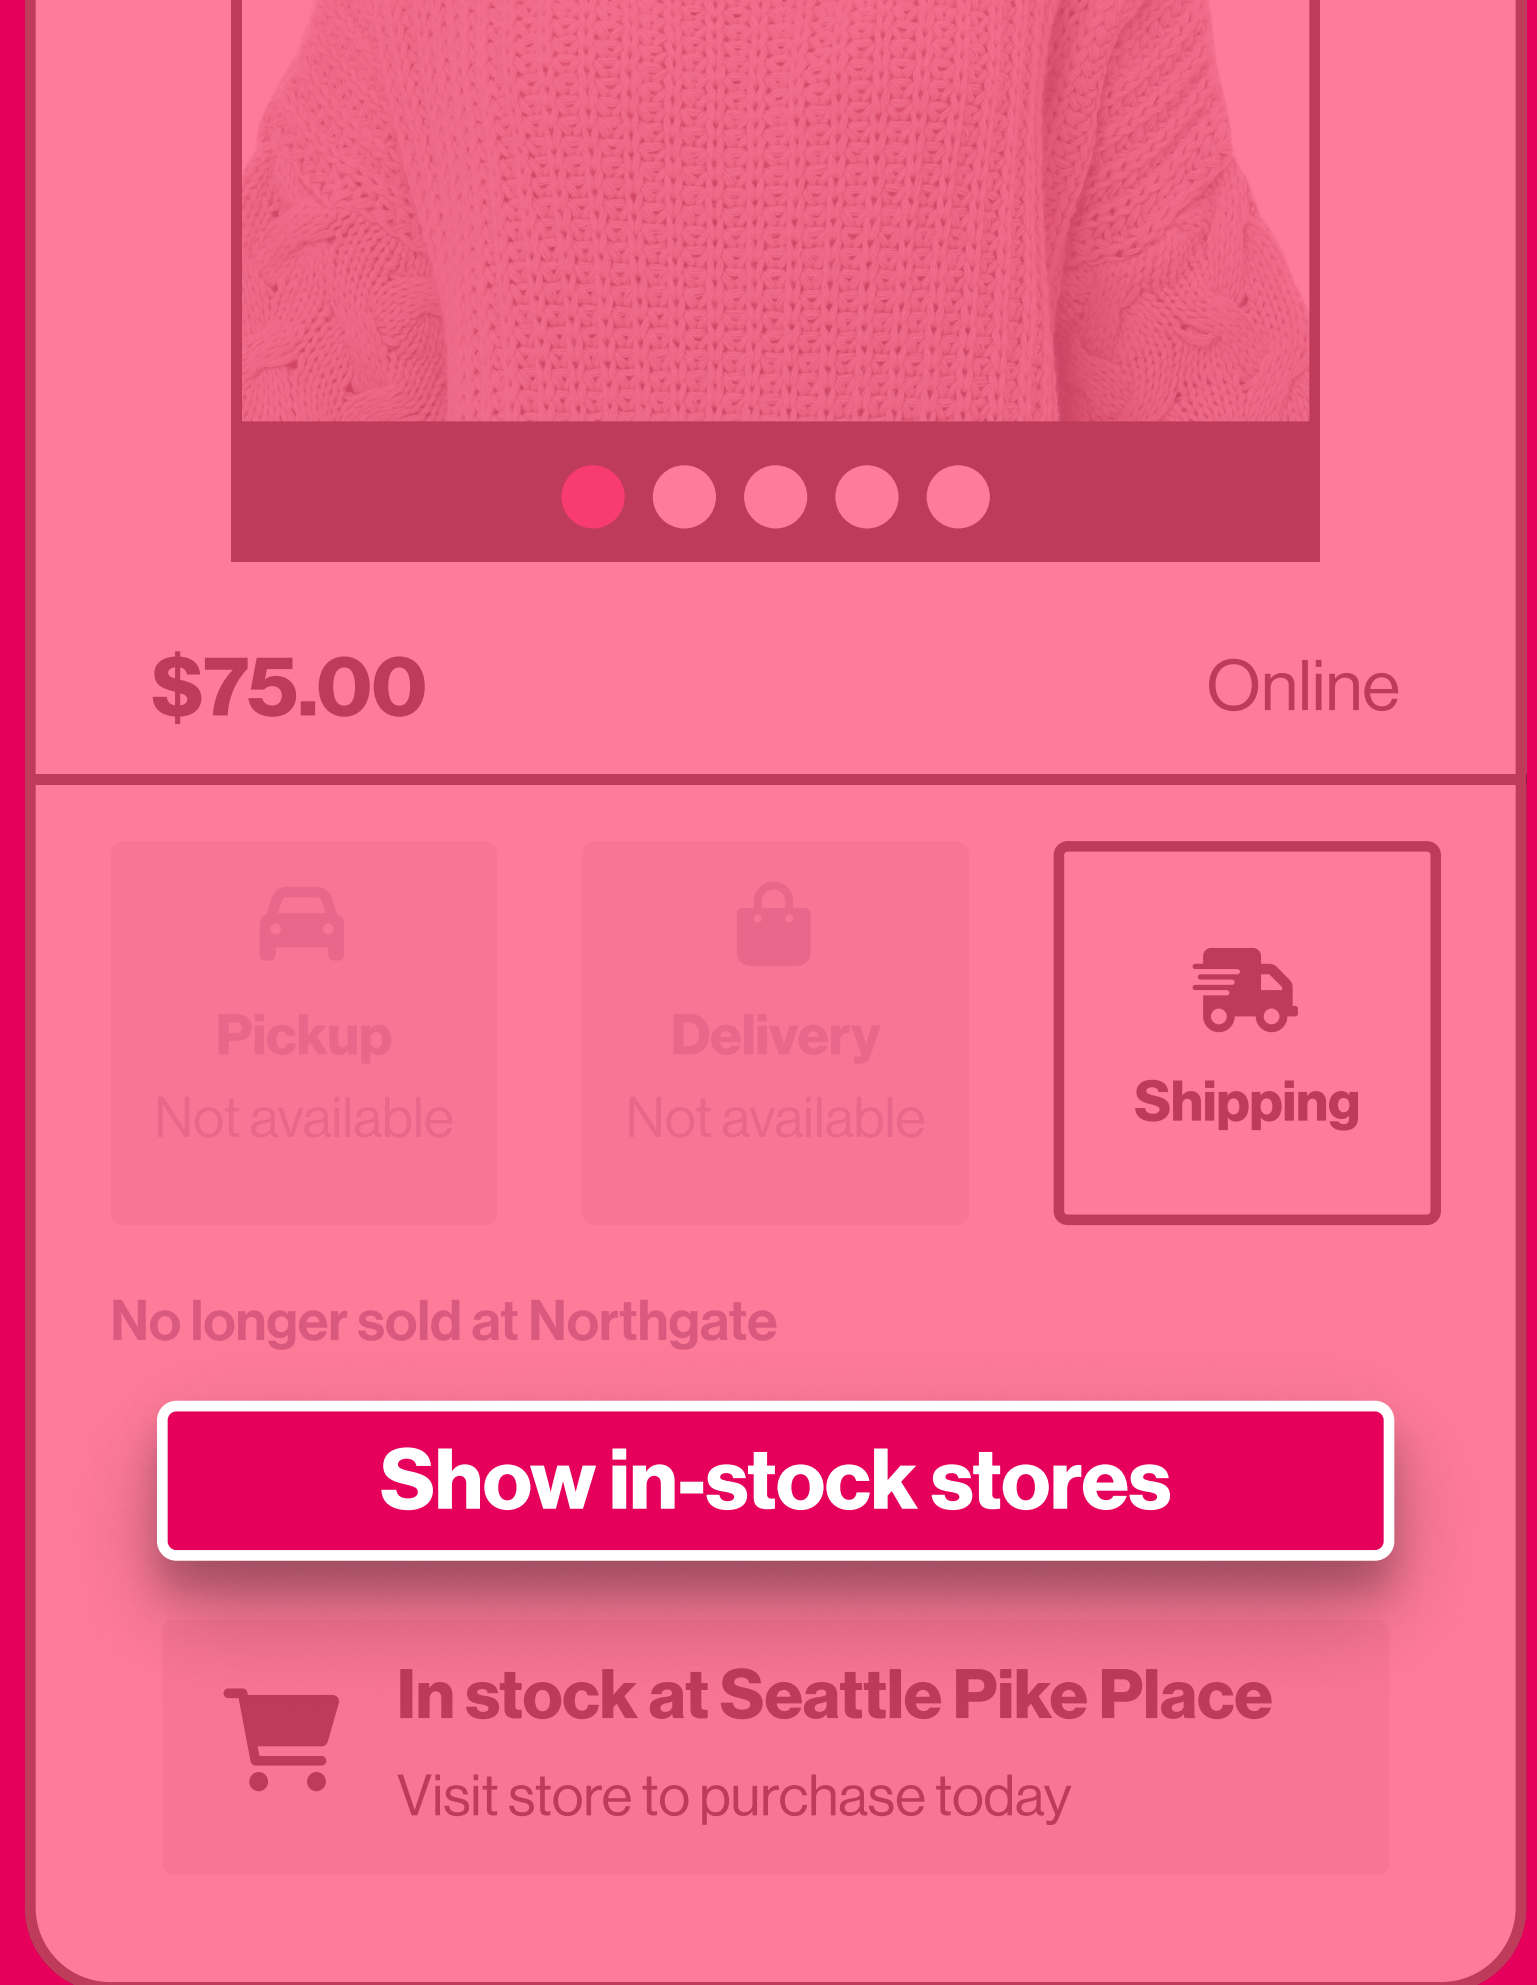 $75.00
Online
Pickup
Not available
Delivery
Not available
Shipping
No longer sold at Northgate
Show in-stock stores
In stock at Seattle Pike Place
Visit store to purchase today